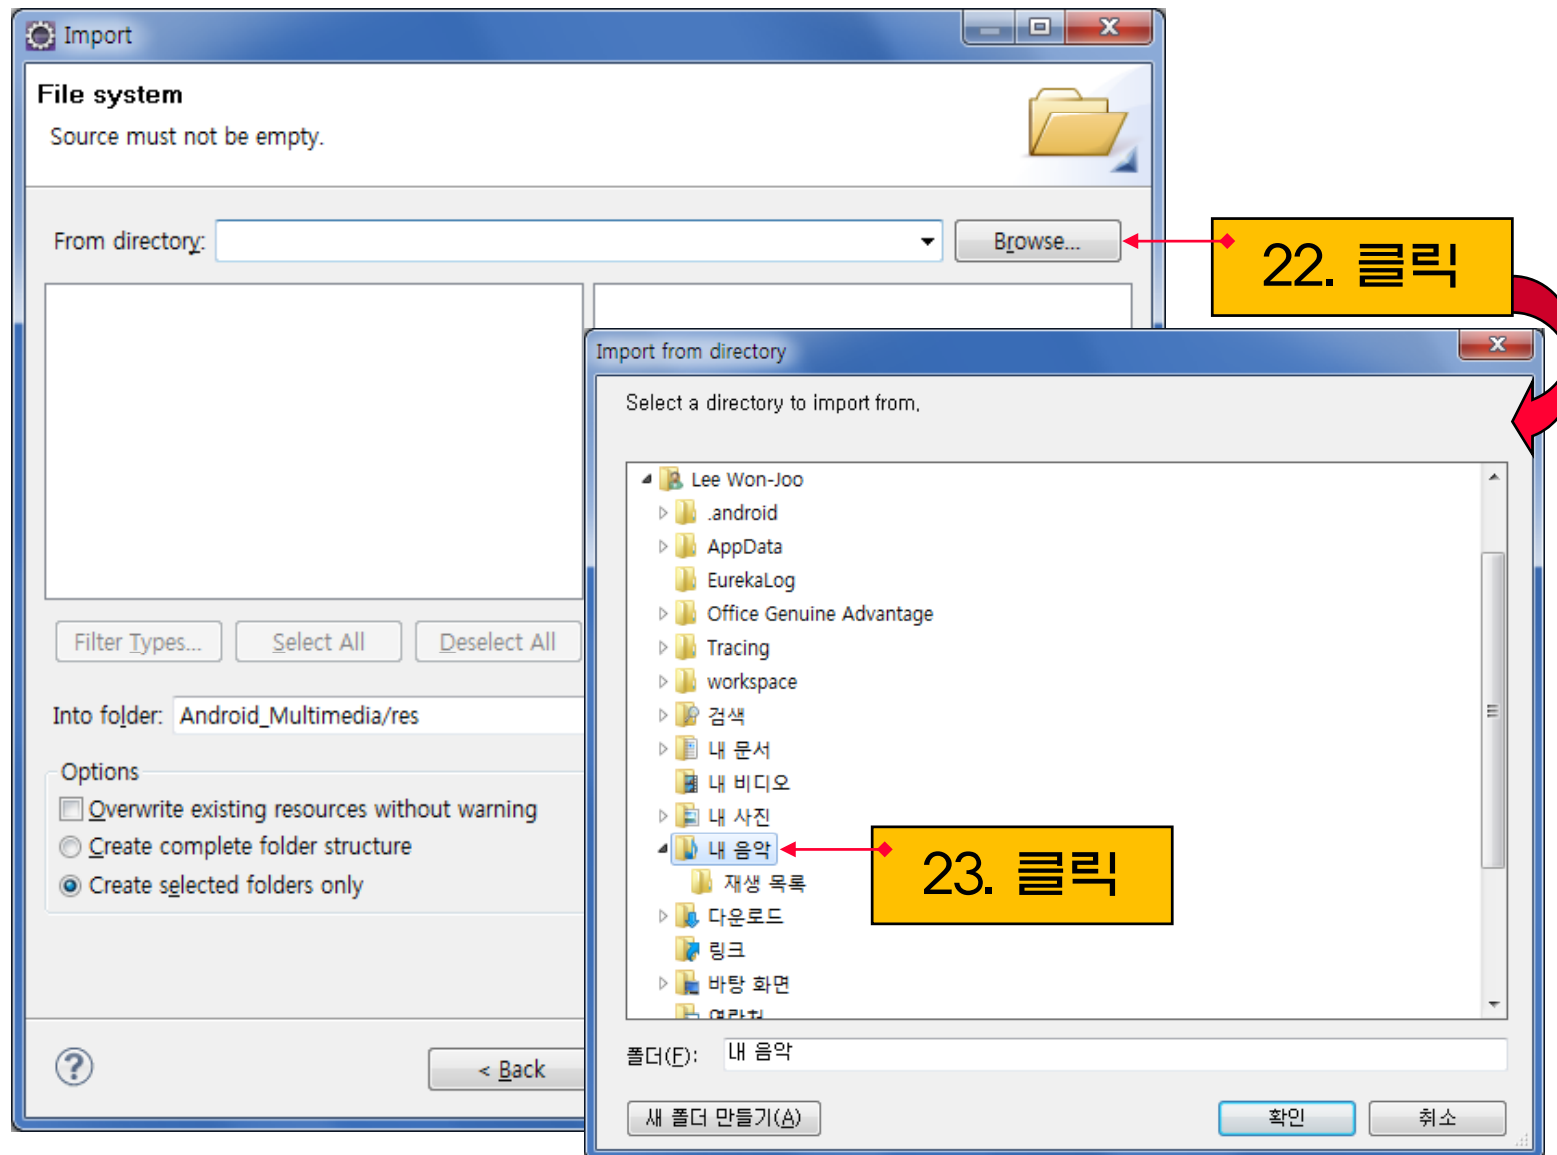 Import
File system
Source must not be empty.
From directory:
Browse...
22. 클릭
Import from directory
Select a directory to import from.
Lee Won-Joo
.android
AppData
EurekaLog
Office Genuine Advantage
Tracing
workspace
검색
내 문서
내 비디오
내 사진
내 음악
23. 클릭
재생 목록
다운로드
링크
바탕 화면
연락처
Filter Types...
Select All
Deselect All
Into folder: Android_Multimedia/res
Options
Overwrite existing resources without warning
Create complete folder structure
Create selected folders only
?
< Back
폴더(F): 내 음악
새 폴더 만들기(A)
확인
취소